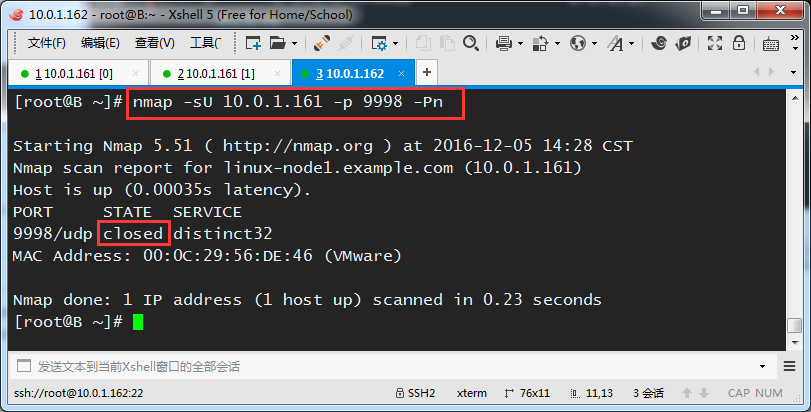 10.0.1.162 - root@B:~ - Xshell 5 (Free for Home/School)
文件(F) 编辑(E) 查看(V) 工具(
1 10.0.1.161 [0] × 2 10.0.1.161 [1] × 3 10.0.1.162 × +
[root@B ~]# nmap -sU 10.0.1.161 -p 9998 -Pn
Starting Nmap 5.51 ( http://nmap.org ) at 2016-12-05 14:28 CST
Nmap scan report for linux-node1.example.com (10.0.1.161)
Host is up (0.00035s latency).
PORT STATE SERVICE
9998/udp closed distinct32
MAC Address: 00:0C:29:56:DE:46 (VMware)
Nmap done: 1 IP address (1 host up) scanned in 0.23 seconds
[root@B ~]#
发送文本到当前Xshell窗口的全部会话
ssh://root@10.0.1.162:22 SSH2 xterm 76x11 11,13 3 会话 CAP NUM